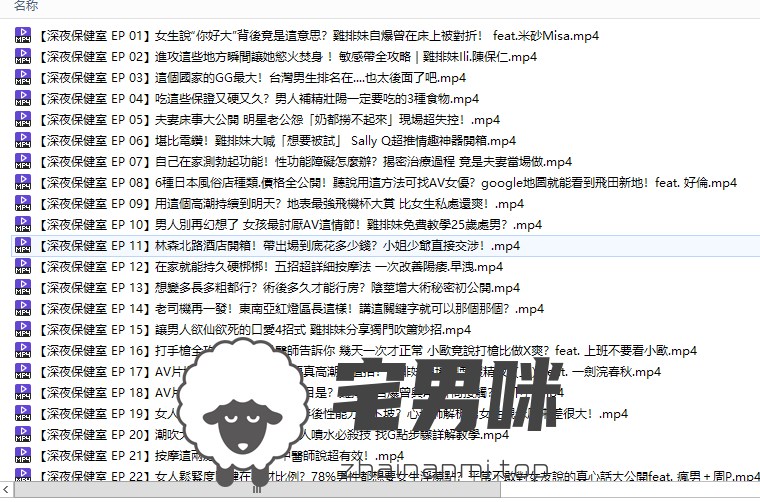 名称
【深夜保健室 EP 01】女生說“你好大”背後竟是這意思？雞排妹自爆曾在床上被對折！ feat.米砂Misa.mp4
【深夜保健室 EP 02】進攻這些地方瞬間讓她慾火焚身 ！敏感帶全攻略｜雞排妹Ili.陳保仁.mp4
【深夜保健室 EP 03】這個國家的GG最大！台灣男生排名在....也太後面了吧.mp4
【深夜保健室 EP 04】吃這些保證又硬又久？男人補精壯陽一定要吃的3種食物.mp4
【深夜保健室 EP 05】夫妻床事大公開 明星老公怨「奶都撈不起來」現場超失控！.mp4
【深夜保健室 EP 06】堪比電鑽！雞排妹大喊「想要被試」 Sally Q超推情趣神器開箱.mp4
【深夜保健室 EP 07】自己在家測勃起功能！性功能障礙怎麼辦？揭密治療過程 竟是夫妻當場做.mp4
【深夜保健室 EP 08】6種日本風俗店種類.價格全公開！聽說用這方法可找AV女優？google地圖就能看到飛田新地！feat. 好倫.mp4
【深夜保健室 EP 09】用這個高潮持續到明天？地表最強飛機杯大賞 比女生私處還爽！.mp4
【深夜保健室 EP 10】男人別再幻想了 女孩最討厭AV這情節！雞排妹免費教學25歲處男？.mp4
【深夜保健室 EP 11】林森北路酒店開箱！帶出場到底花多少錢？小姐少爺直接交涉！.mp4
【深夜保健室 EP 12】在家就能持久硬梆梆！五招超詳細按摩法 一次改善陽痿.早洩.mp4
【深夜保健室 EP 13】想變多長多粗都行？術後多久才能行房？陰莖增大術秘密初公開.mp4
【深夜保健室 EP 14】老司機再一發！東南亞紅燈區長這樣！講這關鍵字就可以那個那個？.mp4
【深夜保健室 EP 15】讓男人欲仙欲死的口愛4招式 雞排妹分享獨門吹簫妙招.mp4
【深夜保健室 EP 16】打手槍全 醫師告訴你 幾天一次才正常 小歐竟說打槍比做X爽？feat. 上班不要看小歐.mp4
【深夜保健室 EP 17】AV片 真高潮 feat. 一劍浣春秋.mp4
【深夜保健室 EP 18】AV片
【深夜保健室 EP 19】女人 後性能力 坡？心 差很大！.mp4
【深夜保健室 EP 20】潮吹大 人噴水必殺技 找G點步驟詳解教學.mp4
【深夜保健室 EP 21】按摩這兩 中醫師說超有效！.mp4
【深夜保健室 EP 22】女人鬆緊度 鍵在 比例？78%男性都想要女生 feat. 瘋男＋周P.mp4
宅男咪
zhainanmi.top